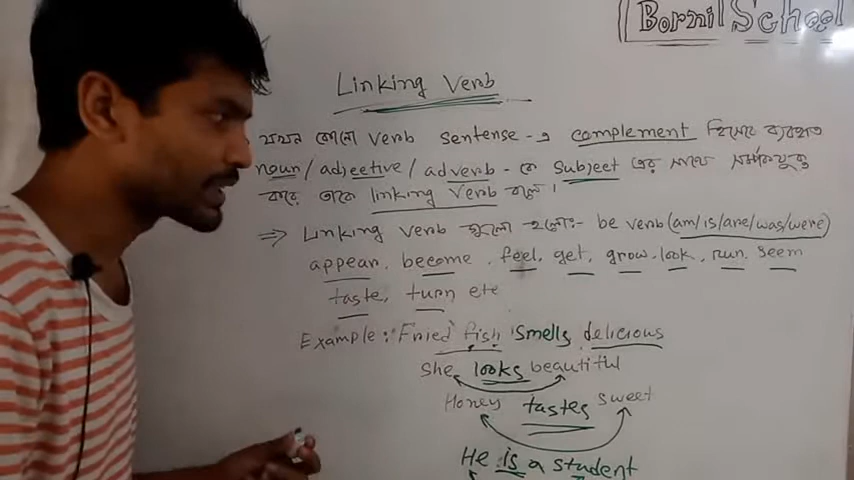 Bornil School
Linking Verb
যখন কোনো verb sentense-এ complement হিসেবে ব্যবহৃত
noun/adjective/adverb-কে subject এর সাথে সম্পর্কযুক্ত
করে তাকে linking verb বলে।
⇒ Linking verb গুলো হলোঃ- be verb (am/is/are/was/were)
appear, become, feel, get, grow, look, run, seem
taste, turn etc
Example: Fried fish smells delicious
She looks beautiful
Honey tastes sweet
He is a student